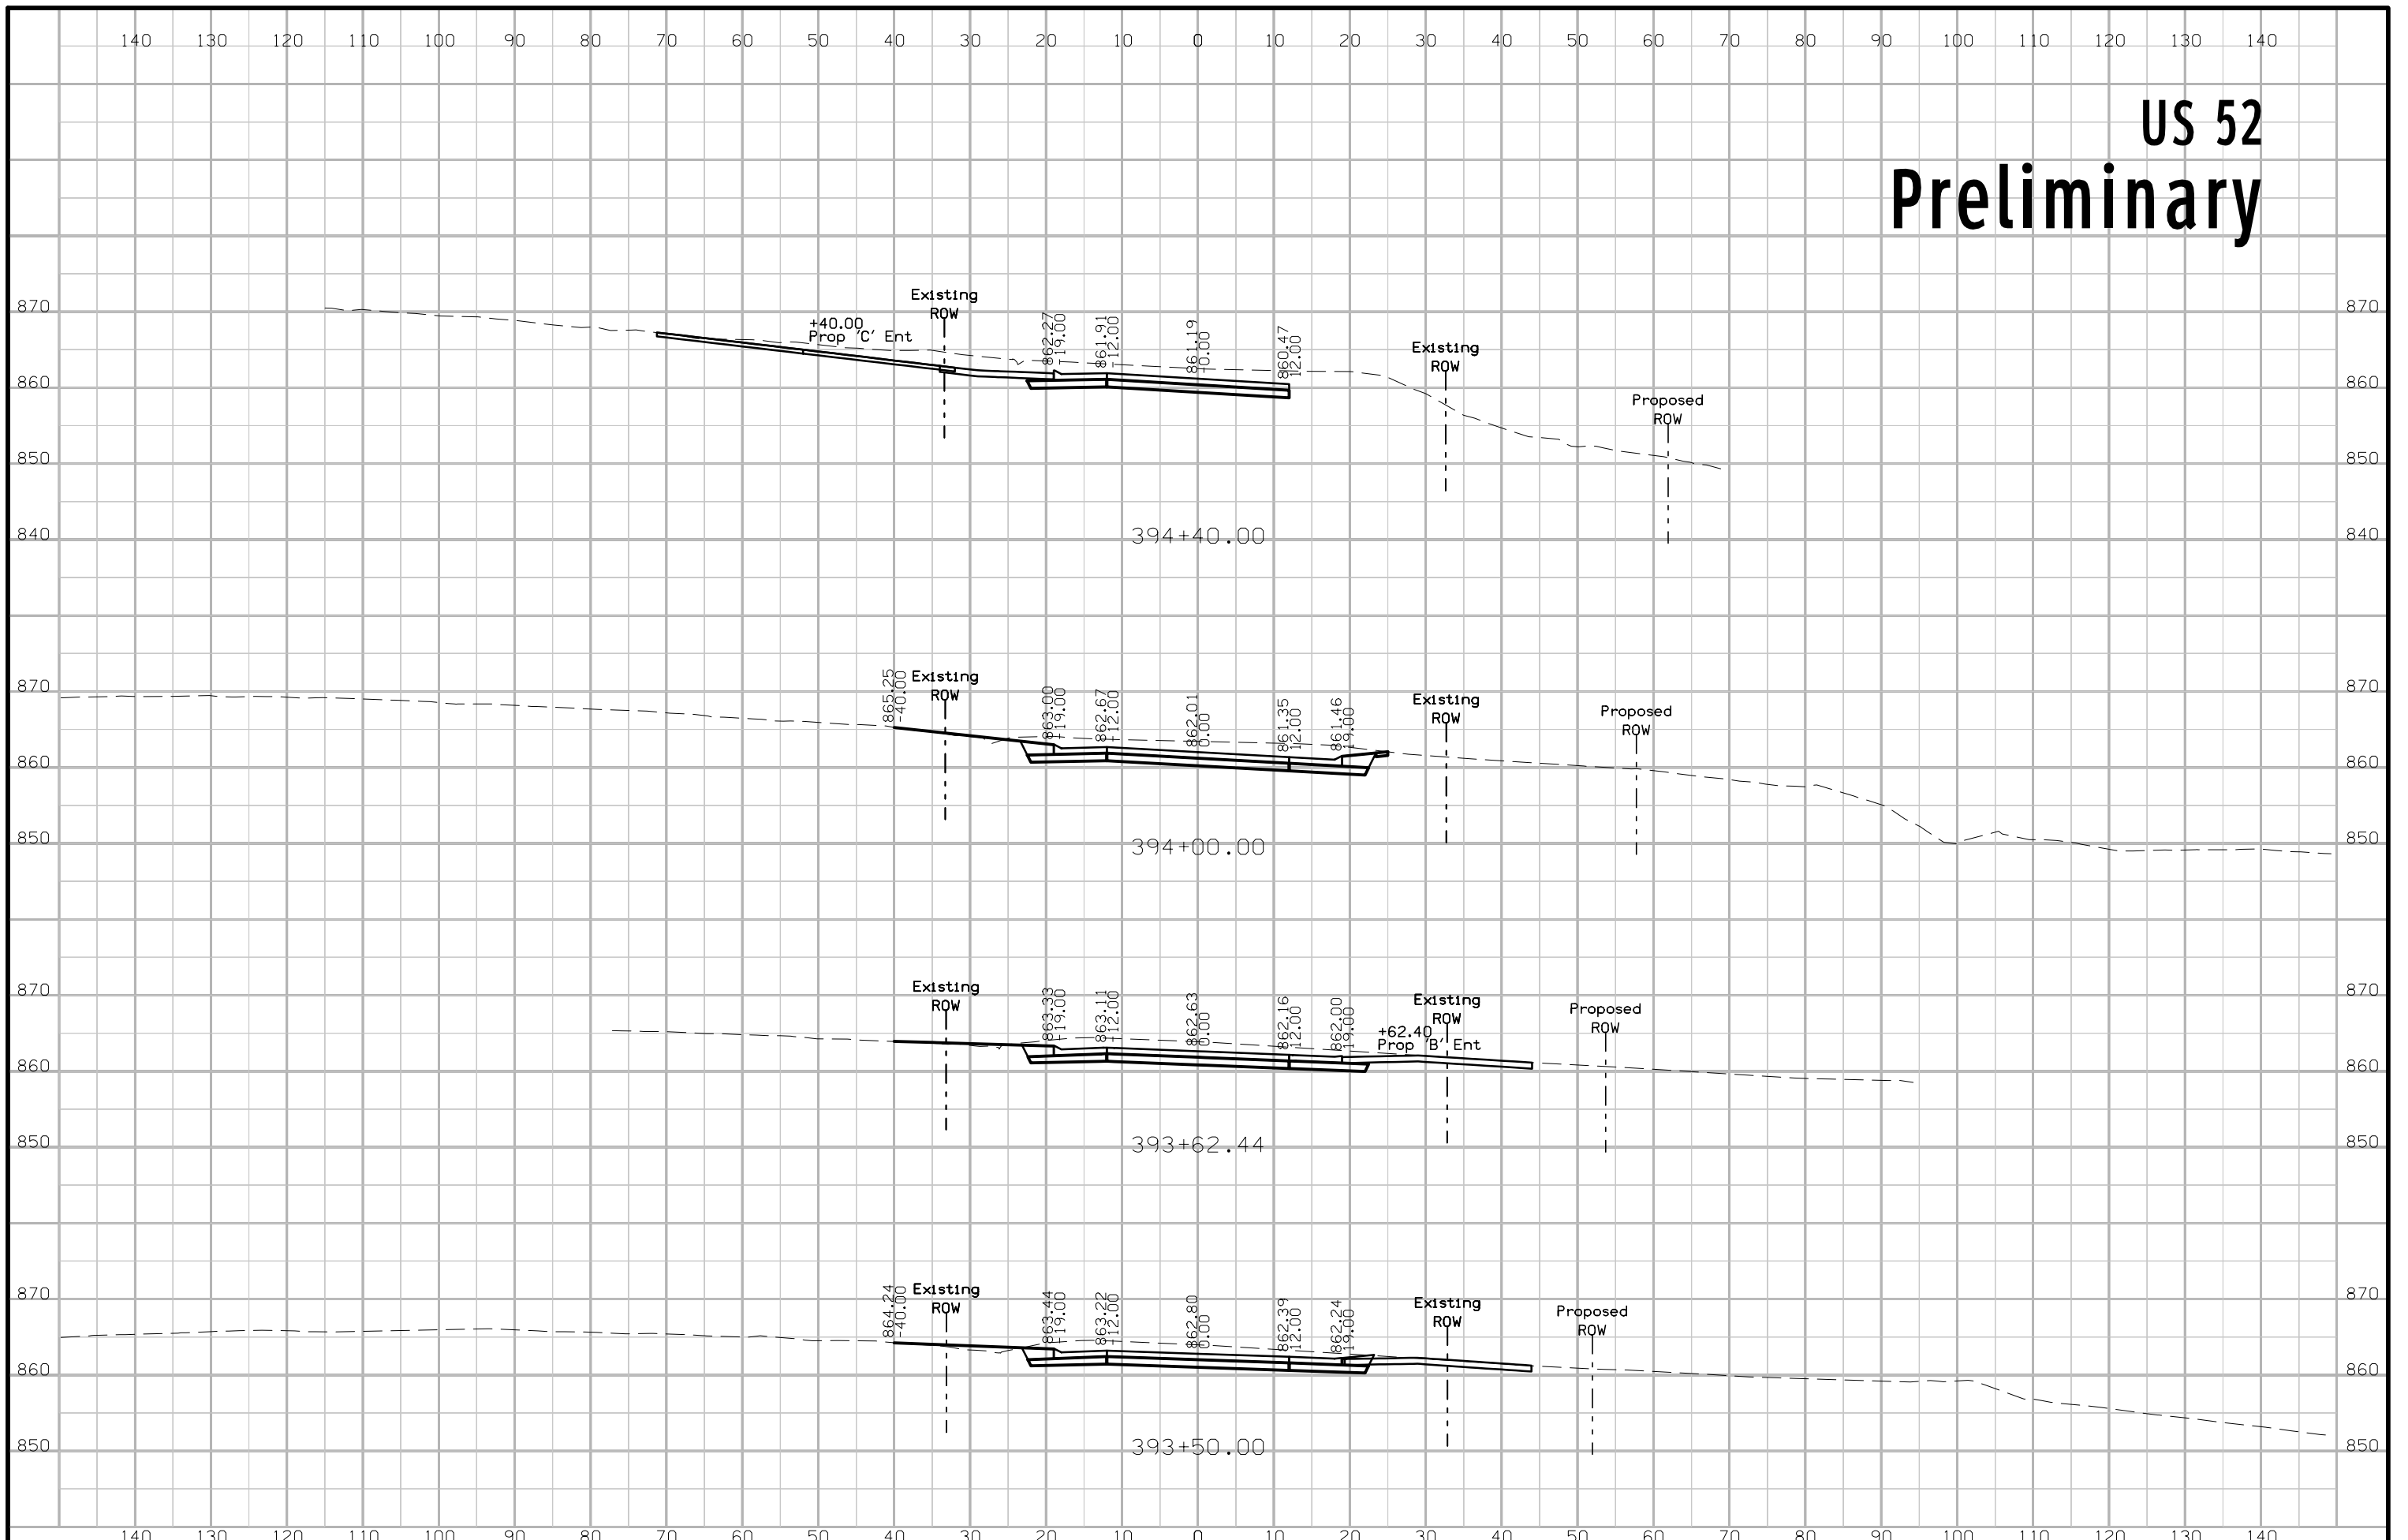 140 130 120 110 100 90 80 70 60 50 40 30 20 10 0 10 20 30 40 50 60 70 80 90 100 110 120 130 140
US 52
Preliminary
870 870
Existing
ROW
+40.00
Prop 'C' Ent
862.27
-19.00
861.91
-12.00
861.19
-0.00
860.47
12.00
Existing
ROW
860 860
Proposed
ROW
850 850
840 840
394+40.00
870 870
865.25
-40.00
Existing
ROW
863.00
-19.00
862.67
-12.00
862.01
0.00
861.35
12.00
861.46
19.00
Existing
ROW
Proposed
ROW
860 860
850 850
394+00.00
870 870
Existing
ROW
863.33
-19.00
863.11
-12.00
862.63
0.00
862.16
12.00
862.00
19.00
+62.40
Prop 'B' Ent
Existing
ROW
Proposed
ROW
860 860
850 850
393+62.44
870 870
864.24
-40.00
Existing
ROW
863.44
-19.00
863.22
-12.00
862.80
0.00
862.39
12.00
862.24
19.00
Existing
ROW
Proposed
ROW
860 860
850 850
393+50.00
140 130 120 110 100 90 80 70 60 50 40 30 20 10 0 10 20 30 40 50 60 70 80 90 100 110 120 130 140